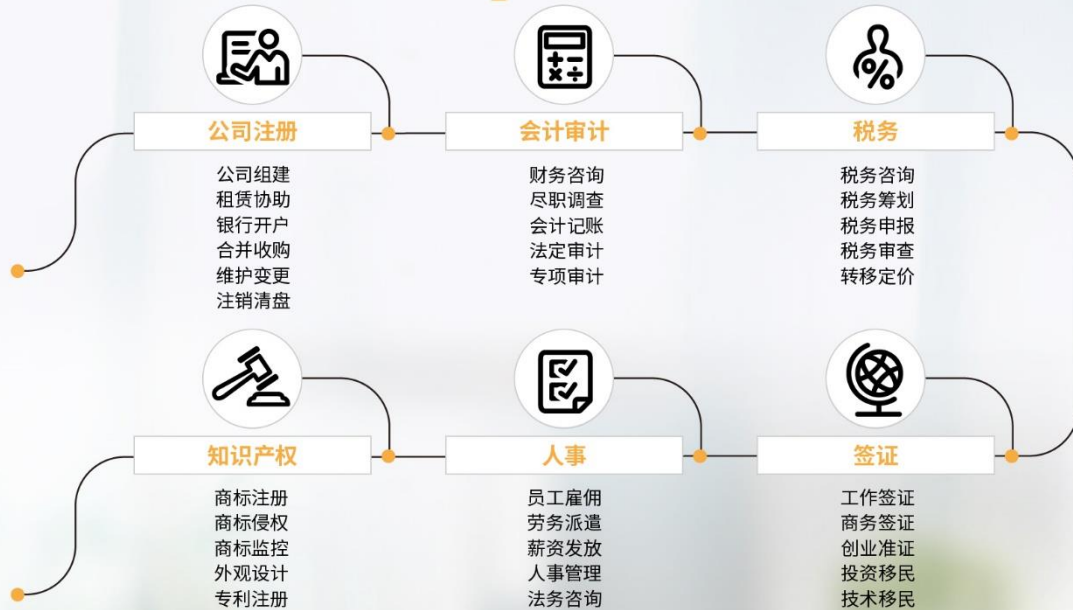 公司注册
公司组建
租赁协助
银行开户
合并收购
维护变更
注销清盘
会计审计
财务咨询
尽职调查
会计记账
法定审计
专项审计
税务
税务咨询
税务筹划
税务申报
税务审查
转移定价
知识产权
商标注册
商标侵权
商标监控
外观设计
专利注册
人事
员工雇佣
劳务派遣
薪资发放
人事管理
法务咨询
签证
工作签证
商务签证
创业准证
投资移民
技术移民